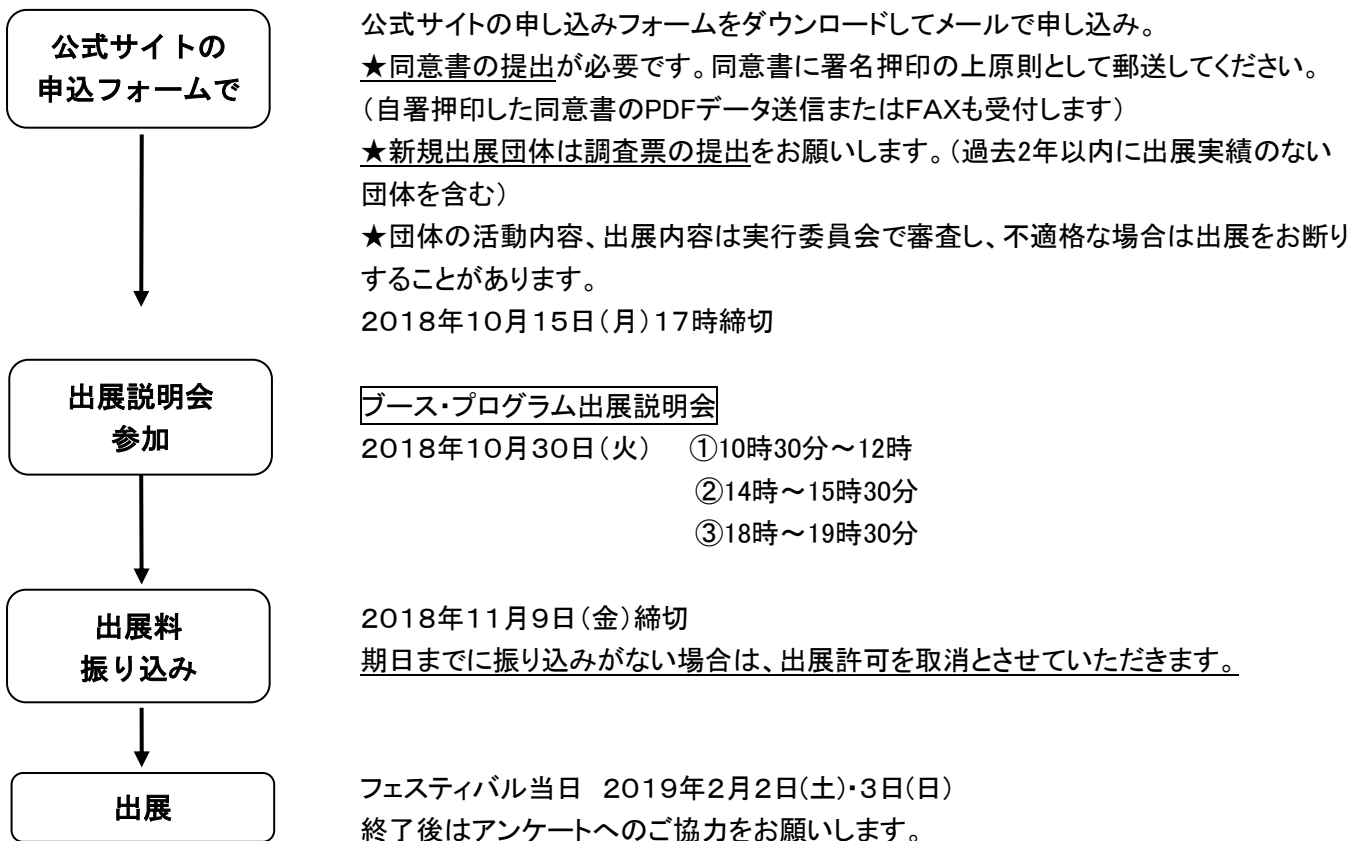 公式サイトの
申込フォームで
公式サイトの申し込みフォームをダウンロードしてメールで申し込み。
★同意書の提出が必要です。同意書に署名押印の上原則として郵送してください。
（自署押印した同意書のPDFデータ送信またはFAXも受付します）
★新規出展団体は調査票の提出をお願いします。（過去2年以内に出展実績のない
団体を含む）
★団体の活動内容、出展内容は実行委員会で審査し、不適格な場合は出展をお断り
することがあります。
２０１８年１０月１５日（月）１７時締切
出展説明会
参加
ブース・プログラム出展説明会
２０１８年１０月３０日（火）　①10時30分～12時
②14時～15時30分
③18時～19時30分
出展料
振り込み
２０１８年１１月９日（金）締切
期日までに振り込みがない場合は、出展許可を取消とさせていただきます。
出展
フェスティバル当日　２０１９年２月２日(土)・３日(日)
終了後はアンケートへのご協力をお願いします。